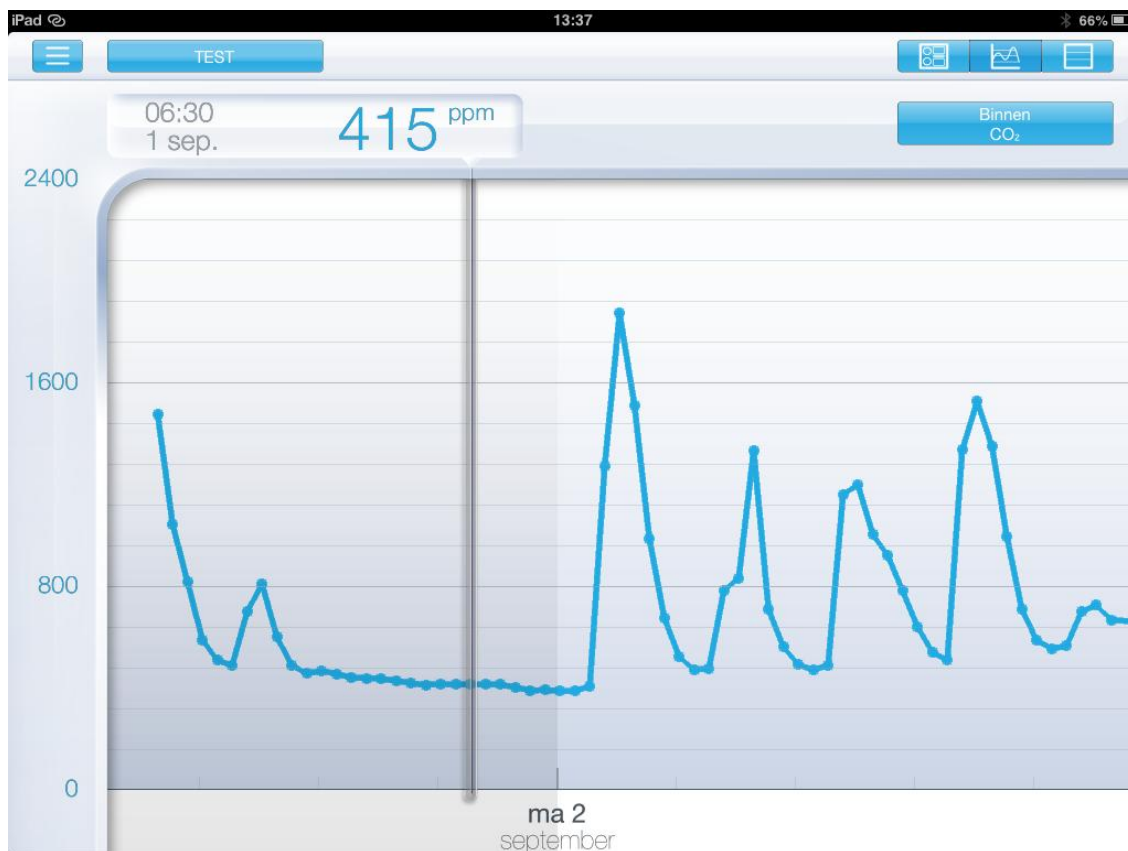 iPad 13:37 66%
TEST
06:30
1 sep.
415 ppm
Binnen
CO₂
2400
1600
800
0
ma 2
september